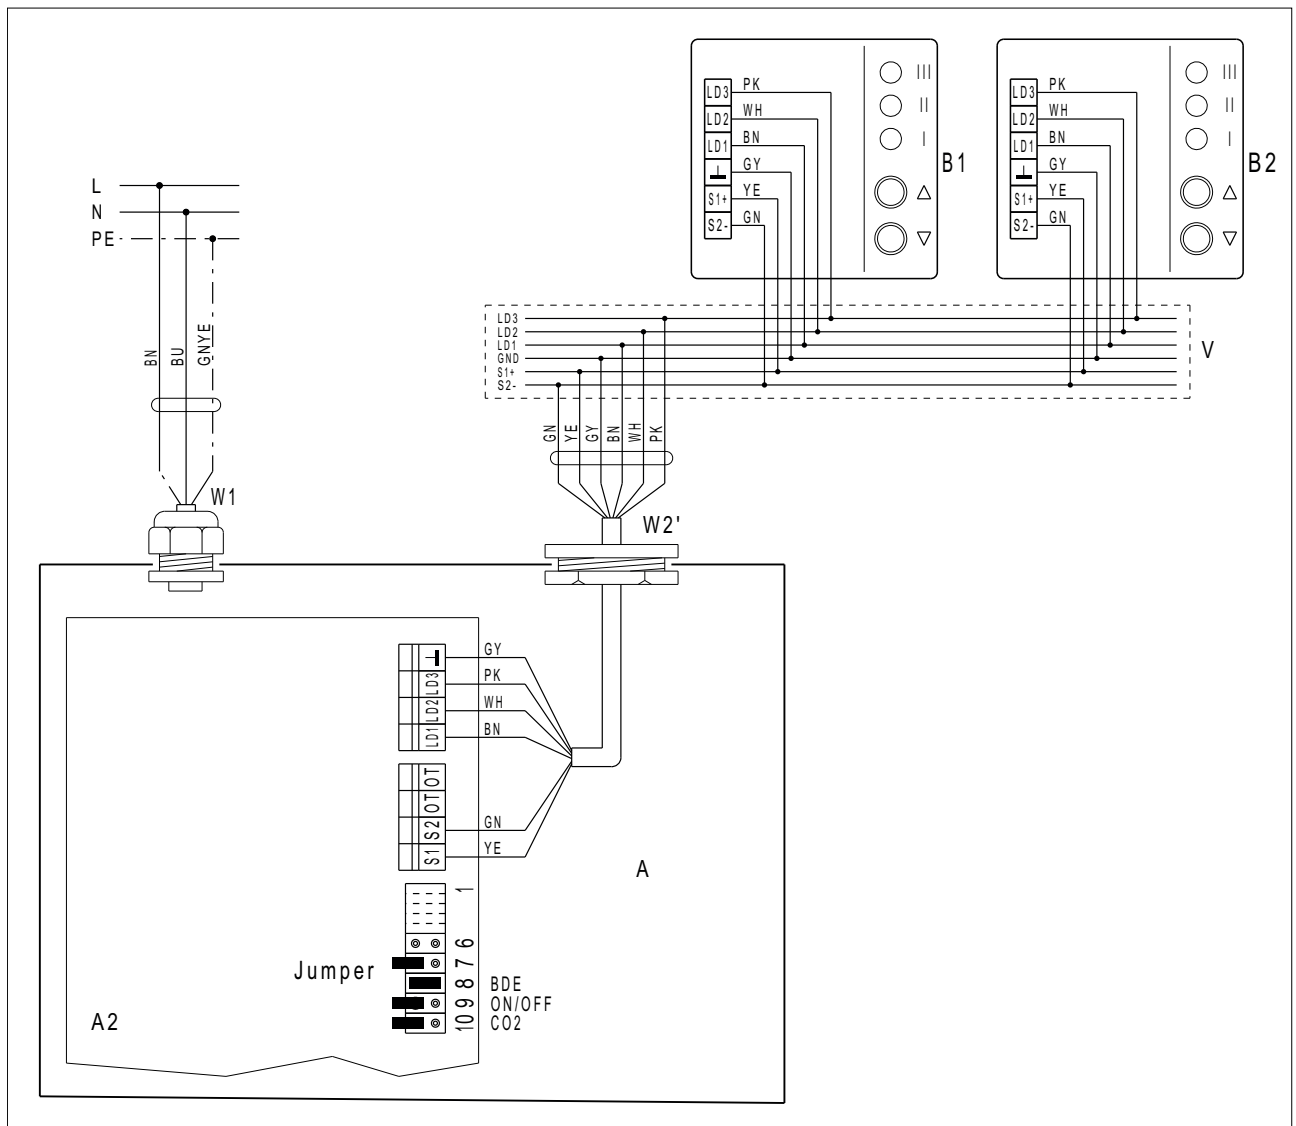 L
N
PE
BN
BU
GNYE
W1
LD3
LD2
LD1
S1+
S2-
PK
WH
BN
GY
YE
GN
III
II
I
B1
LD3
LD2
LD1
S1+
S2-
PK
WH
BN
GY
YE
GN
III
II
I
B2
LD3
LD2
LD1
GND
S1+
S2-
V
GN
YE
GY
BN
WH
PK
W2'
LD3
LD2
LD1
GY
PK
WH
BN
OT
OT
S2
S1
GN
YE
A
1
6
7
8 BDE
9 ON/OFF
10 CO2
Jumper
A2